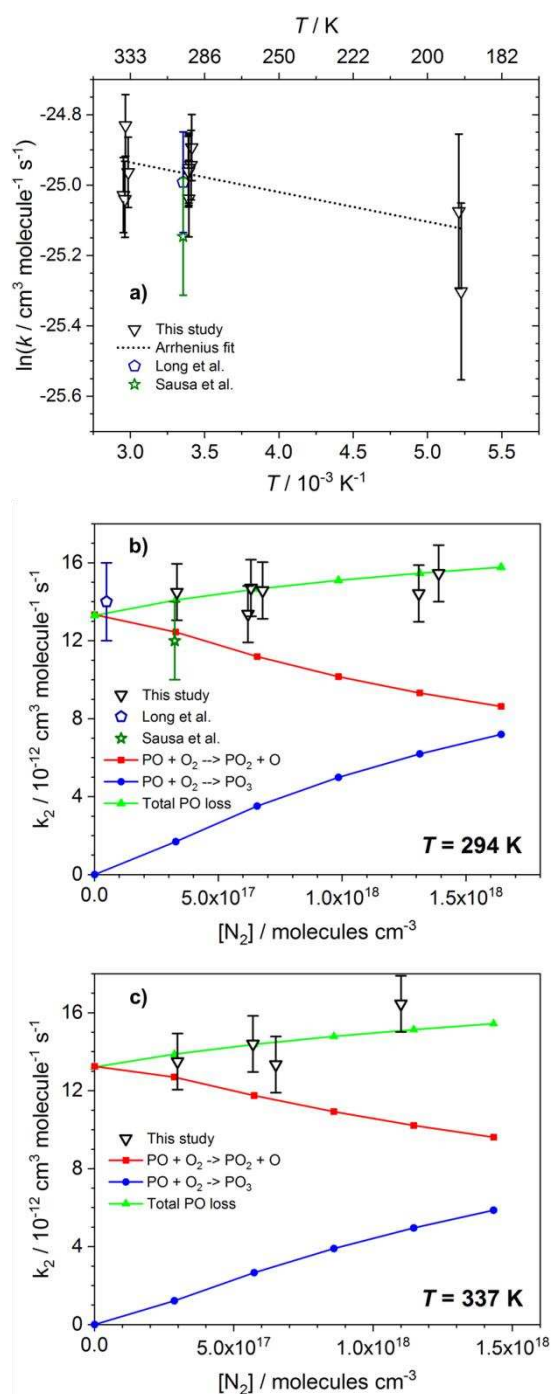 T / K
333 286 250 222 200 182
-24.8
-25.0
-25.2
-25.4
-25.6
ln(k / cm³ molecule⁻¹ s⁻¹)
a)
This study
Arrhenius fit
Long et al.
Sausa et al.
3.0 3.5 4.0 4.5 5.0 5.5
T / 10⁻³ K⁻¹
b)
16
12
8
4
0
k₂ / 10⁻¹² cm³ molecule⁻¹ s⁻¹
This study
Long et al.
Sausa et al.
PO + O₂ --> PO₂ + O
PO + O₂ --> PO₃
Total PO loss
T = 294 K
0.0 5.0x10¹⁷ 1.0x10¹⁸ 1.5x10¹⁸
[N₂] / molecules cm⁻³
c)
16
12
8
4
0
k₂ / 10⁻¹² cm³ molecule⁻¹ s⁻¹
This study
PO + O₂ -> PO₂ + O
PO + O₂ -> PO₃
Total PO loss
T = 337 K
0.0 5.0x10¹⁷ 1.0x10¹⁸ 1.5x10¹⁸
[N₂] / molecules cm⁻³